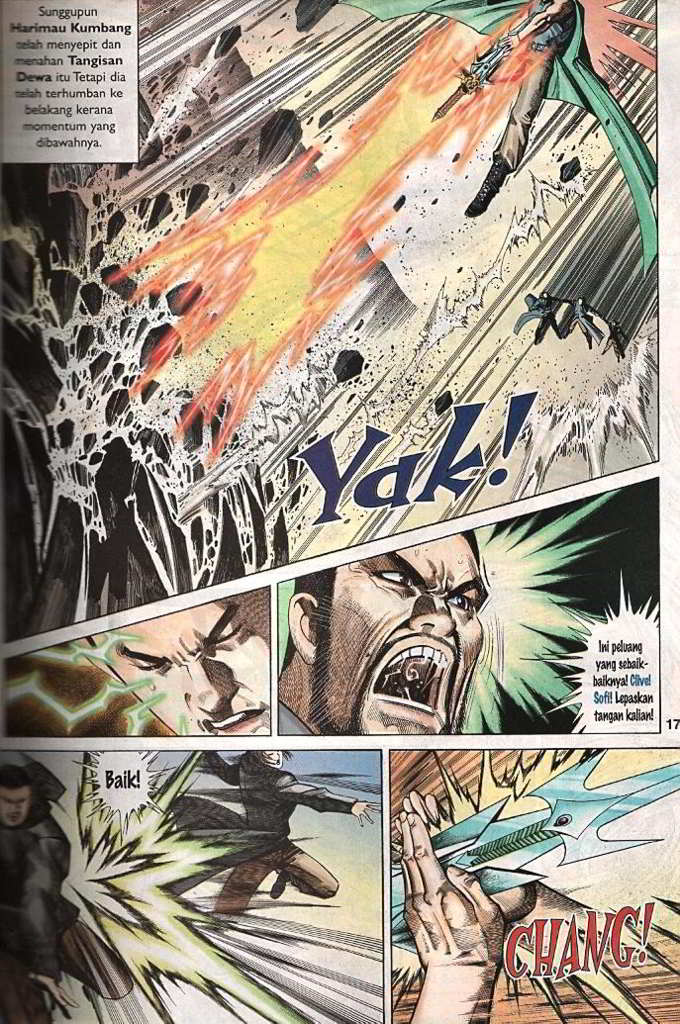 Sunggupun
Harimau Kumbang
telah menyepit dan
menahan Tangisan
Dewa itu Tetapi dia
telah terhumban ke
belakang kerana
momentum yang
dibawahnya.
Yak!
Ini peluang
yang sebaik-
baiknya! Clive!
Sofi! Lepaskan
tangan kalian!
17
Baik!
CHANG!